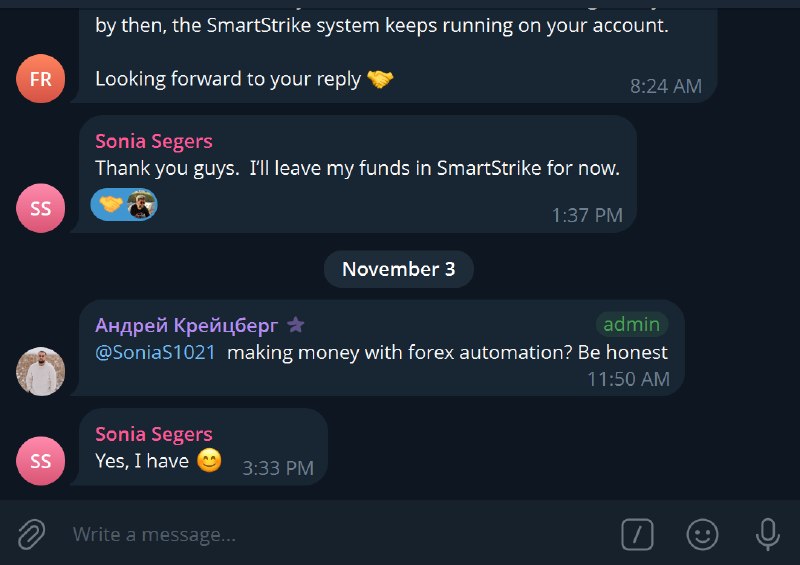 by then, the SmartStrike system keeps running on your account.
Looking forward to your reply 🤝
8:24 AM
FR
Sonia Segers
Thank you guys.  I'll leave my funds in SmartStrike for now.
🤝
1:37 PM
SS
November 3
Андрей Крейцберг
admin
@SoniaS1021  making money with forex automation? Be honest
11:50 AM
Sonia Segers
Yes, I have 😊
3:33 PM
SS
Write a message...